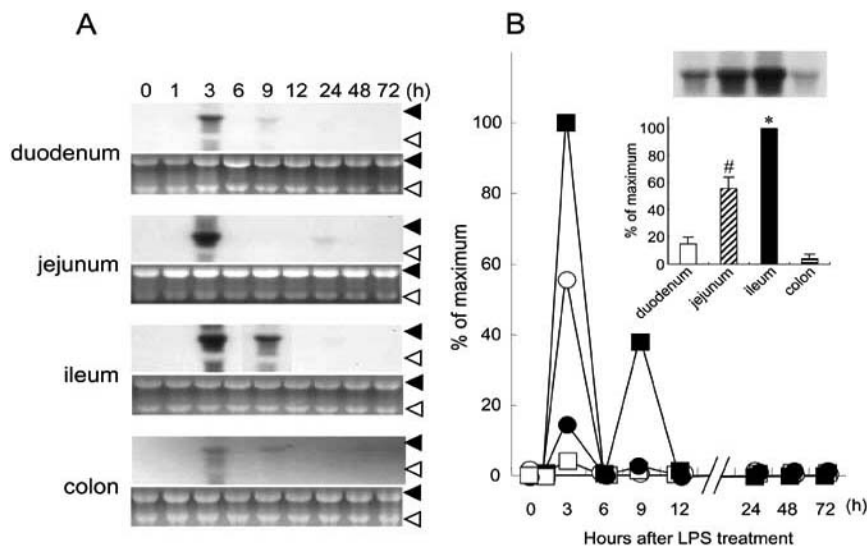 A
0 1 3 6 9 12 24 48 72 (h)
duodenum
jejunum
ileum
colon
B
% of maximum
100
80
60
40
20
0
0 3 6 9 12 24 48 72 (h)
Hours after LPS treatment
% of maximum
100
80
60
40
20
0
#
*
duodenum
jejunum
ileum
colon